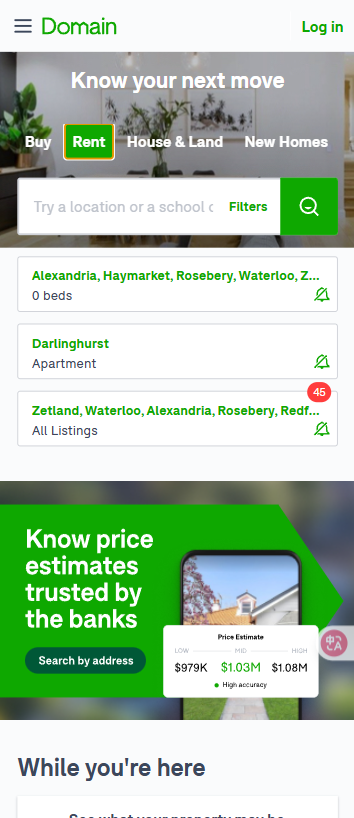 Domain
Log in
Know your next move
Buy
Rent
House & Land
New Homes
Try a location or a school
Filters
Alexandria, Haymarket, Rosebery, Waterloo, Z...
0 beds
Darlinghurst
Apartment
45
Zetland, Waterloo, Alexandria, Rosebery, Redf...
All Listings
Know price
estimates
trusted by
the banks
Search by address
Price Estimate
LOW
MID
HIGH
$979K
$1.03M
$1.08M
High accuracy
中A
While you're here
See what your property may be